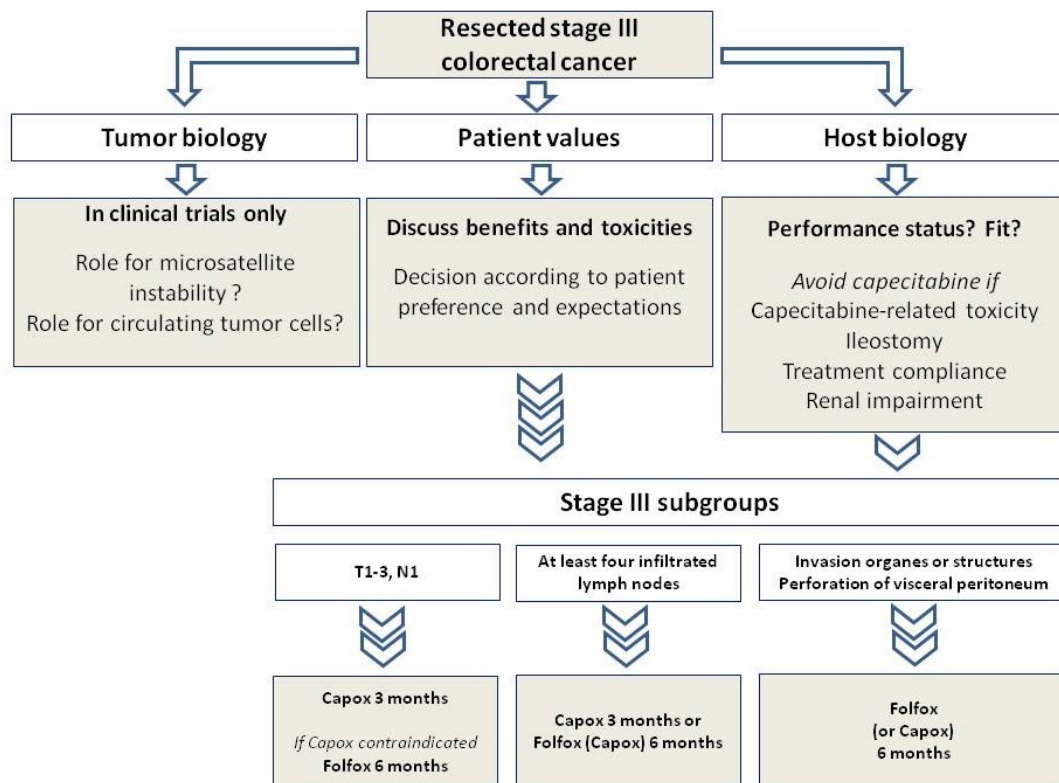 Resected stage III
colorectal cancer
Tumor biology
Patient values
Host biology
In clinical trials only
Role for microsatellite
instability ?
Role for circulating tumor cells?
Discuss benefits and toxicities
Decision according to patient
preference and expectations
Performance status? Fit?
Avoid capecitabine if
Capecitabine-related toxicity
Ileostomy
Treatment compliance
Renal impairment
Stage III subgroups
T1-3, N1
At least four infiltrated
lymph nodes
Invasion organes or structures
Perforation of visceral peritoneum
Capox 3 months
If Capox contraindicated
Folfox 6 months
Capox 3 months or
Folfox (Capox) 6 months
Folfox
(or Capox)
6 months